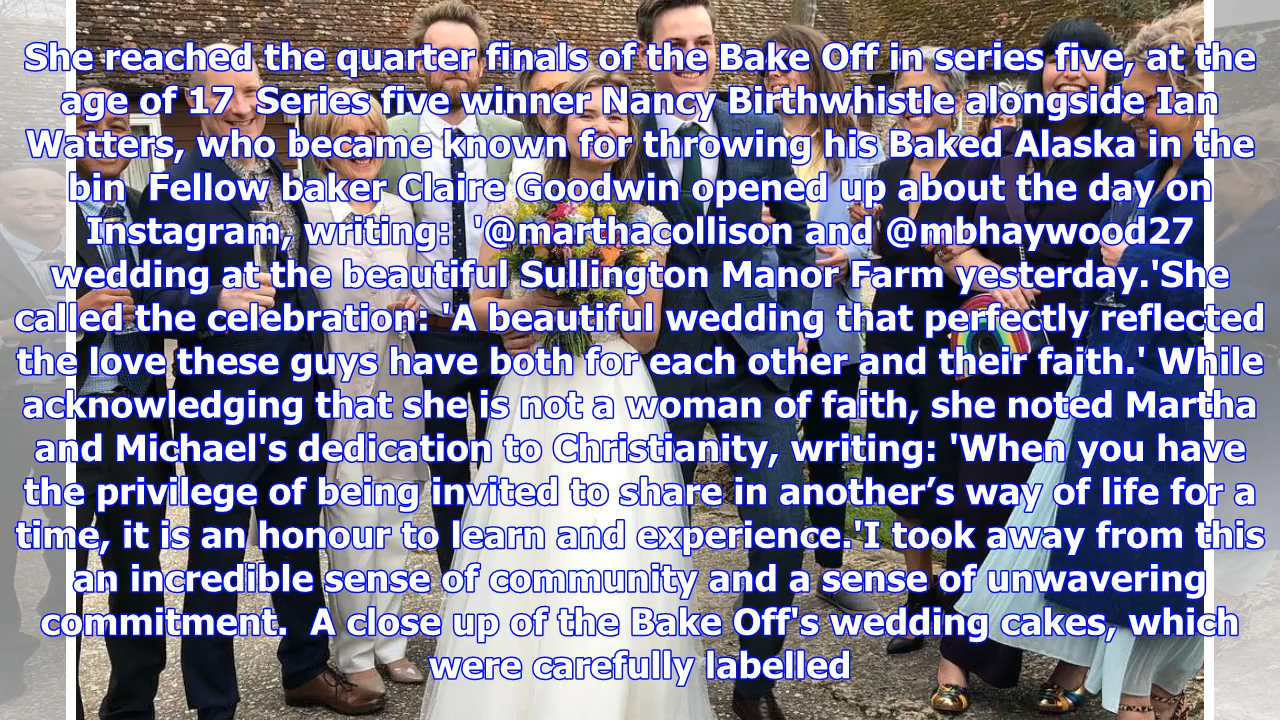 She reached the quarter finals of the Bake Off in series five, at the
age of 17  Series five winner Nancy Birthwhistle alongside Ian
Watters, who became known for throwing his Baked Alaska in the
bin  Fellow baker Claire Goodwin opened up about the day on
Instagram, writing:  '@marthacollison and @mbhaywood27
wedding at the beautiful Sullington Manor Farm yesterday.'She
called the celebration:  'A beautiful wedding that perfectly reflected
the love these guys have both for each other and their faith.' While
acknowledging that she is not a woman of faith, she noted Martha
and Michael's dedication to Christianity, writing: 'When you have
the privilege of being invited to share in another’s way of life for a
time, it is an honour to learn and experience.'I took away from this
an incredible sense of community and a sense of unwavering
commitment.  A close up of the Bake Off's wedding cakes, which
were carefully labelled